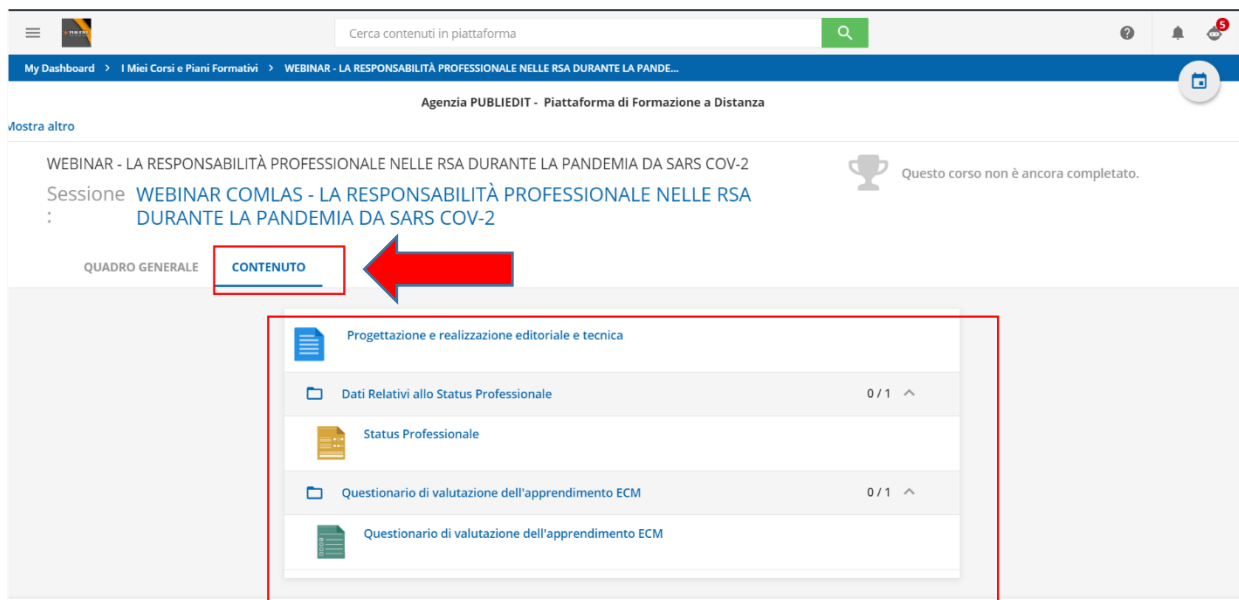 Cerca contenuti in piattaforma
5
My Dashboard > I Miei Corsi e Piani Formativi > WEBINAR - LA RESPONSABILITÀ PROFESSIONALE NELLE RSA DURANTE LA PANDE...
Agenzia PUBLIEDIT - Piattaforma di Formazione a Distanza
Mostra altro
WEBINAR - LA RESPONSABILITÀ PROFESSIONALE NELLE RSA DURANTE LA PANDEMIA DA SARS COV-2
Questo corso non è ancora completato.
Sessione : WEBINAR COMLAS - LA RESPONSABILITÀ PROFESSIONALE NELLE RSA
DURANTE LA PANDEMIA DA SARS COV-2
QUADRO GENERALE CONTENUTO
Progettazione e realizzazione editoriale e tecnica
Dati Relativi allo Status Professionale 0 / 1
Status Professionale
Questionario di valutazione dell'apprendimento ECM 0 / 1
Questionario di valutazione dell'apprendimento ECM